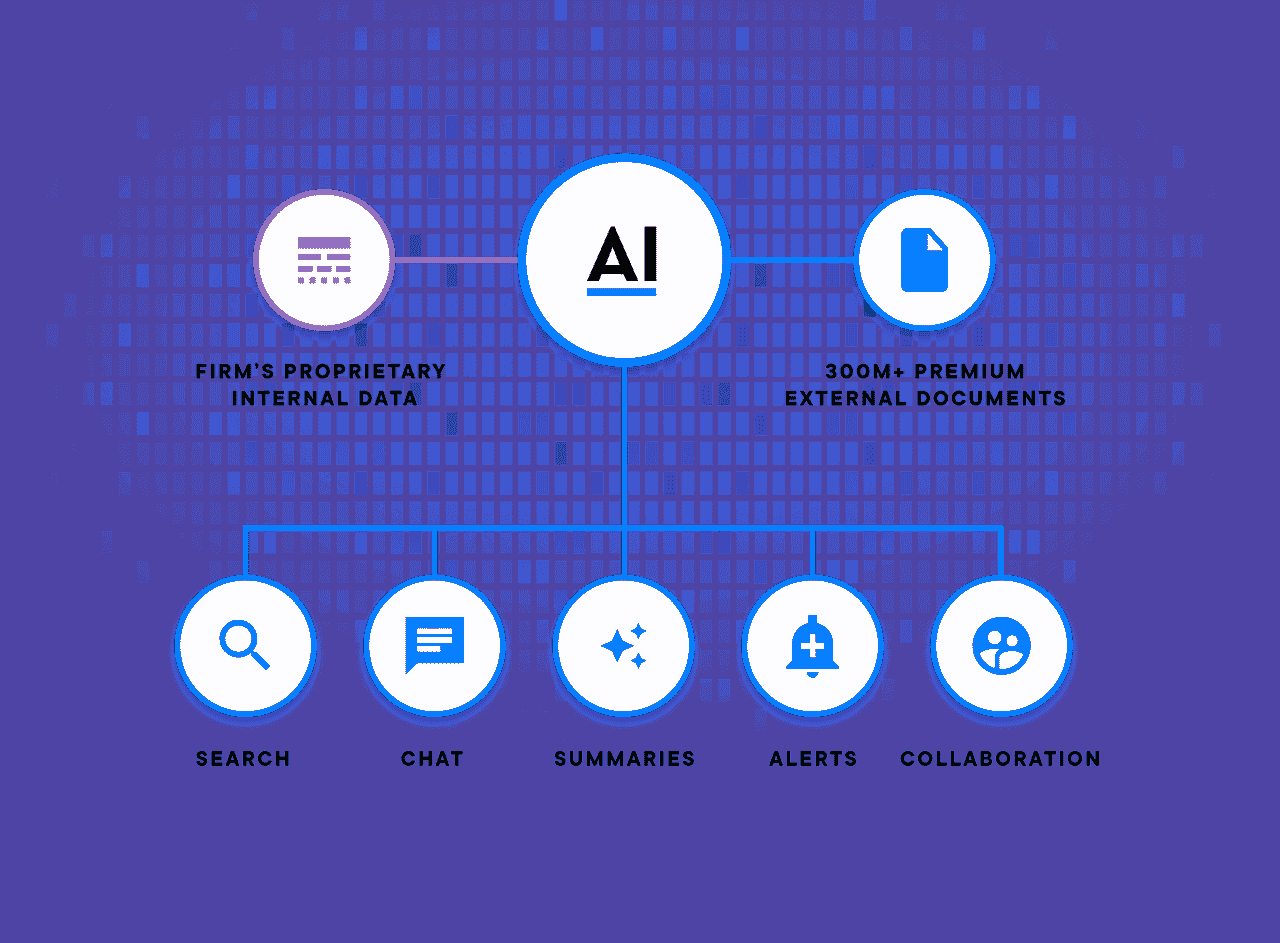 AI
FIRM'S PROPRIETARY
INTERNAL DATA
300M+ PREMIUM
EXTERNAL DOCUMENTS
SEARCH
CHAT
SUMMARIES
ALERTS
COLLABORATION